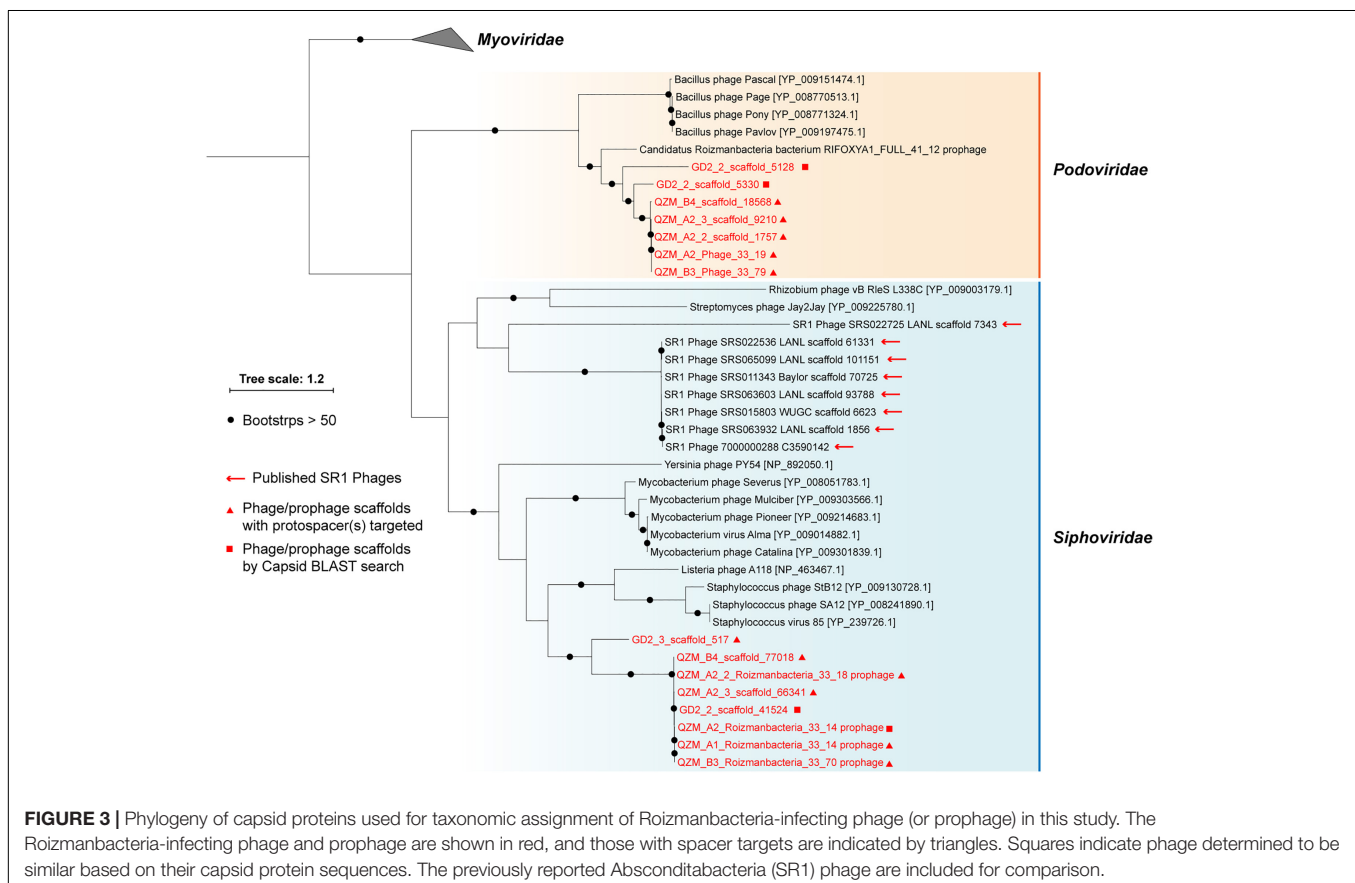 Myoviridae
Bacillus phage Pascal [YP_009151474.1]
Bacillus phage Page [YP_008770513.1]
Bacillus phage Pony [YP_008771324.1]
Bacillus phage Pavlov [YP_009197475.1]
Candidatus Roizmanbacteria bacterium RIFOXYA1_FULL_41_12 prophage
GD2_2_scaffold_5128
GD2_2_scaffold_5330
QZM_B4_scaffold_18568
QZM_A2_3_scaffold_9210
QZM_A2_2_scaffold_1757
QZM_A2_Phage_33_19
QZM_B3_Phage_33_79
Podoviridae
Rhizobium phage vB RleS L338C [YP_009003179.1]
Streptomyces phage Jay2Jay [YP_009225780.1]
SR1 Phage SRS022725 LANL scaffold 7343
SR1 Phage SRS022536 LANL scaffold 61331
SR1 Phage SRS065099 LANL scaffold 101151
SR1 Phage SRS011343 Baylor scaffold 70725
SR1 Phage SRS063603 LANL scaffold 93788
SR1 Phage SRS015803 WUGC scaffold 6623
SR1 Phage SRS063932 LANL scaffold 1856
SR1 Phage 7000000288 C3590142
Yersinia phage PY54 [NP_892050.1]
Mycobacterium phage Severus [YP_008051783.1]
Mycobacterium phage Mulciber [YP_009303566.1]
Mycobacterium phage Pioneer [YP_009214683.1]
Mycobacterium virus Alma [YP_009014882.1]
Mycobacterium phage Catalina [YP_009301839.1]
Listeria phage A118 [NP_463467.1]
Staphylococcus phage StB12 [YP_009130728.1]
Staphylococcus phage SA12 [YP_008241890.1]
Staphylococcus virus 85 [YP_239726.1]
GD2_3_scaffold_517
QZM_B4_scaffold_77018
QZM_A2_2_Roizmanbacteria_33_18 prophage
QZM_A2_3_scaffold_66341
GD2_2_scaffold_41524
QZM_A2_Roizmanbacteria_33_14 prophage
QZM_A1_Roizmanbacteria_33_14 prophage
QZM_B3_Roizmanbacteria_33_70 prophage
Siphoviridae
Tree scale: 1.2
Bootstrps > 50
Published SR1 Phages
Phage/prophage scaffolds
with protospacer(s) targeted
Phage/prophage scaffolds
by Capsid BLAST search
FIGURE 3 | Phylogeny of capsid proteins used for taxonomic assignment of Roizmanbacteria-infecting phage (or prophage) in this study. The
Roizmanbacteria-infecting phage and prophage are shown in red, and those with spacer targets are indicated by triangles. Squares indicate phage determined to be
similar based on their capsid protein sequences. The previously reported Absconditabacteria (SR1) phage are included for comparison.